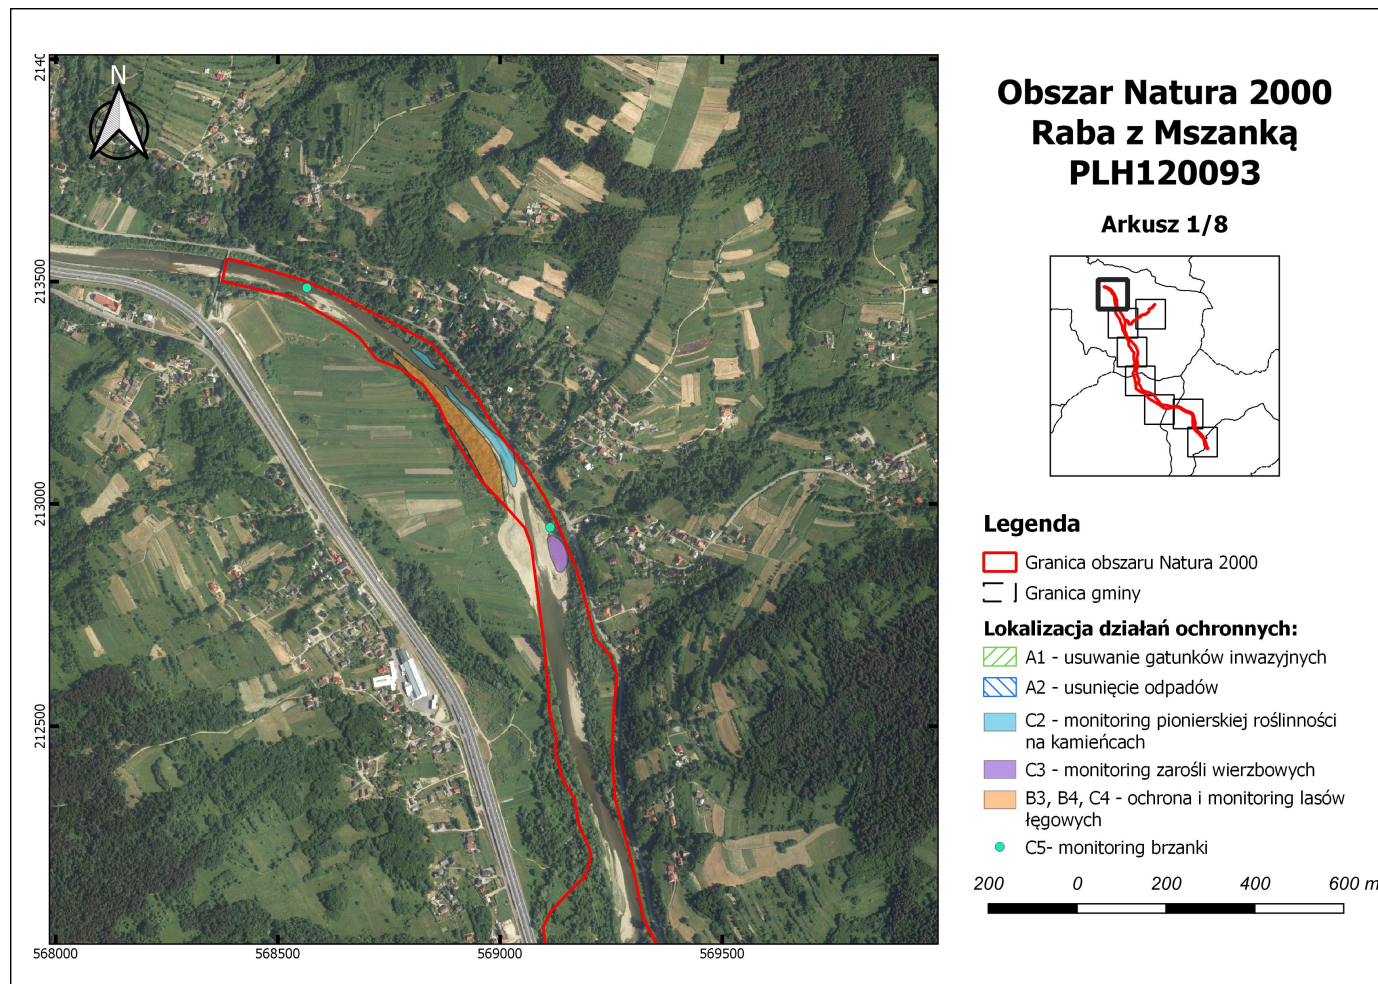 Obszar Natura 2000
Raba z Mszanką
PLH120093
Arkusz 1/8
N
2140
213500
213000
212500
568000
568500
569000
569500
Legenda
Granica obszaru Natura 2000
Granica gminy
Lokalizacja działań ochronnych:
A1 - usuwanie gatunków inwazyjnych
A2 - usunięcie odpadów
C2 - monitoring pionierskiej roślinności
na kamieńcach
C3 - monitoring zarośli wierzbowych
B3, B4, C4 - ochrona i monitoring lasów
łęgowych
C5- monitoring brzanki
200 0 200 400 600 m